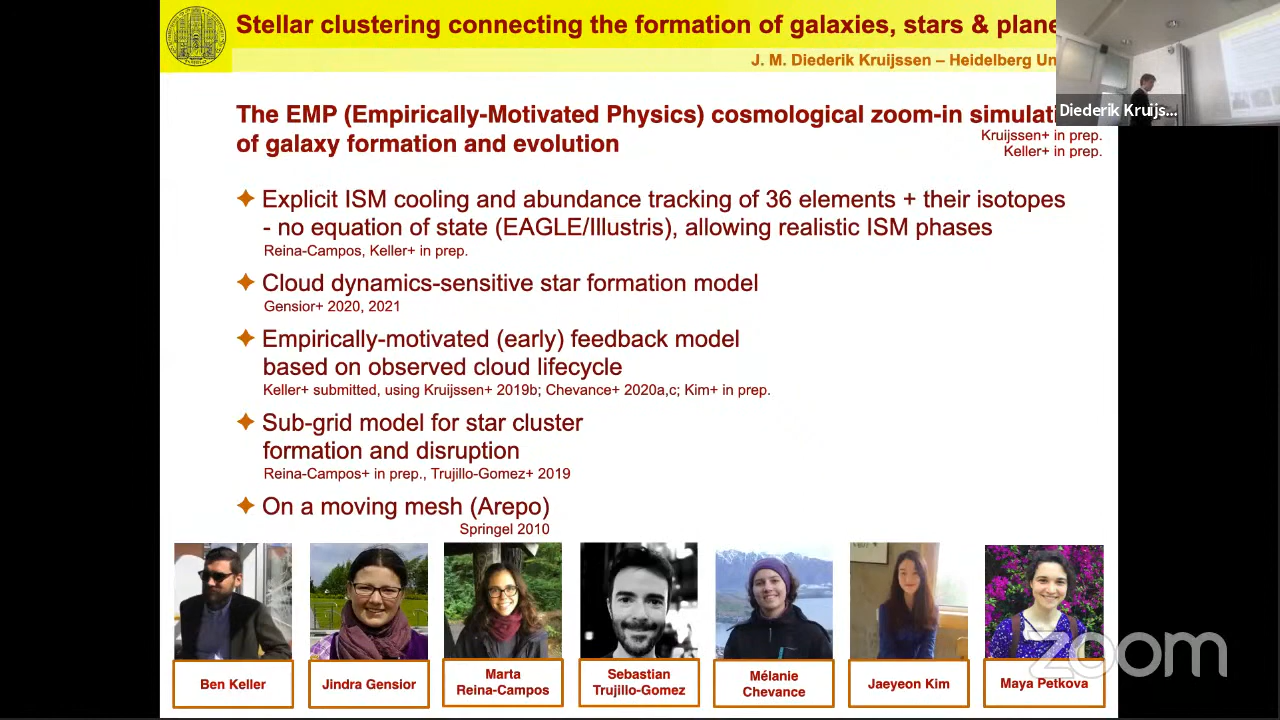 Stellar clustering connecting the formation of galaxies, stars & plane
J. M. Diederik Kruijssen – Heidelberg Un
Diederik Kruijs...
The EMP (Empirically-Motivated Physics) cosmological zoom-in simulati
of galaxy formation and evolution
Kruijssen+ in prep.
Keller+ in prep.
Explicit ISM cooling and abundance tracking of 36 elements + their isotopes
- no equation of state (EAGLE/Illustris), allowing realistic ISM phases
Reina-Campos, Keller+ in prep.
Cloud dynamics-sensitive star formation model
Gensior+ 2020, 2021
Empirically-motivated (early) feedback model
based on observed cloud lifecycle
Keller+ submitted, using Kruijssen+ 2019b; Chevance+ 2020a,c; Kim+ in prep.
Sub-grid model for star cluster
formation and disruption
Reina-Campos+ in prep., Trujillo-Gomez+ 2019
On a moving mesh (Arepo)
Springel 2010
Ben Keller
Jindra Gensior
Marta
Reina-Campos
Sebastian
Trujillo-Gomez
Mélanie
Chevance
Jaeyeon Kim
Maya Petkova
zoom